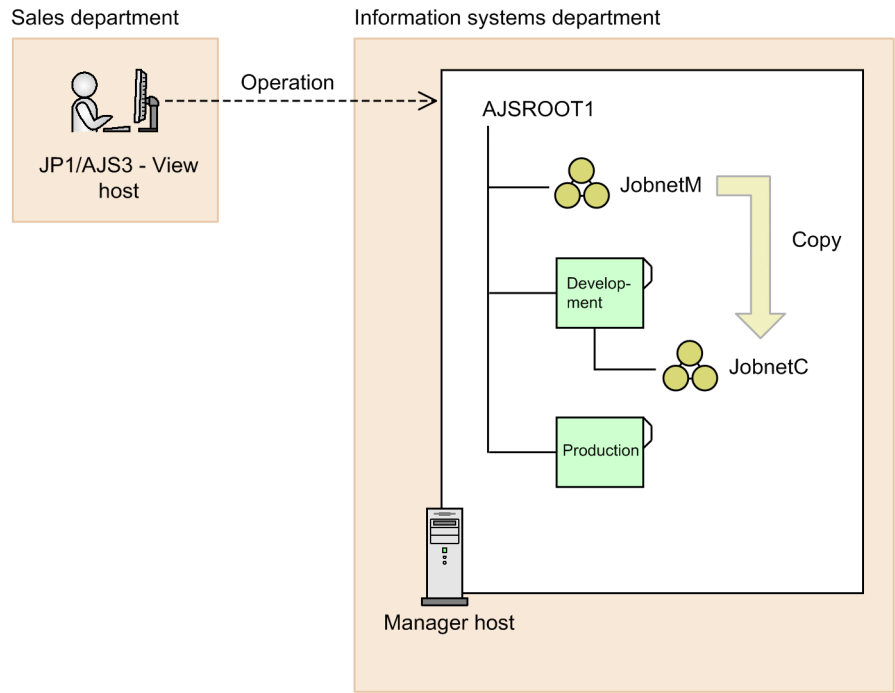 Sales department
Information systems department
Operation
JP1/AJS3 - View
host
AJSROOT1
JobnetM
Copy
Develop-
ment
JobnetC
Production
Manager host